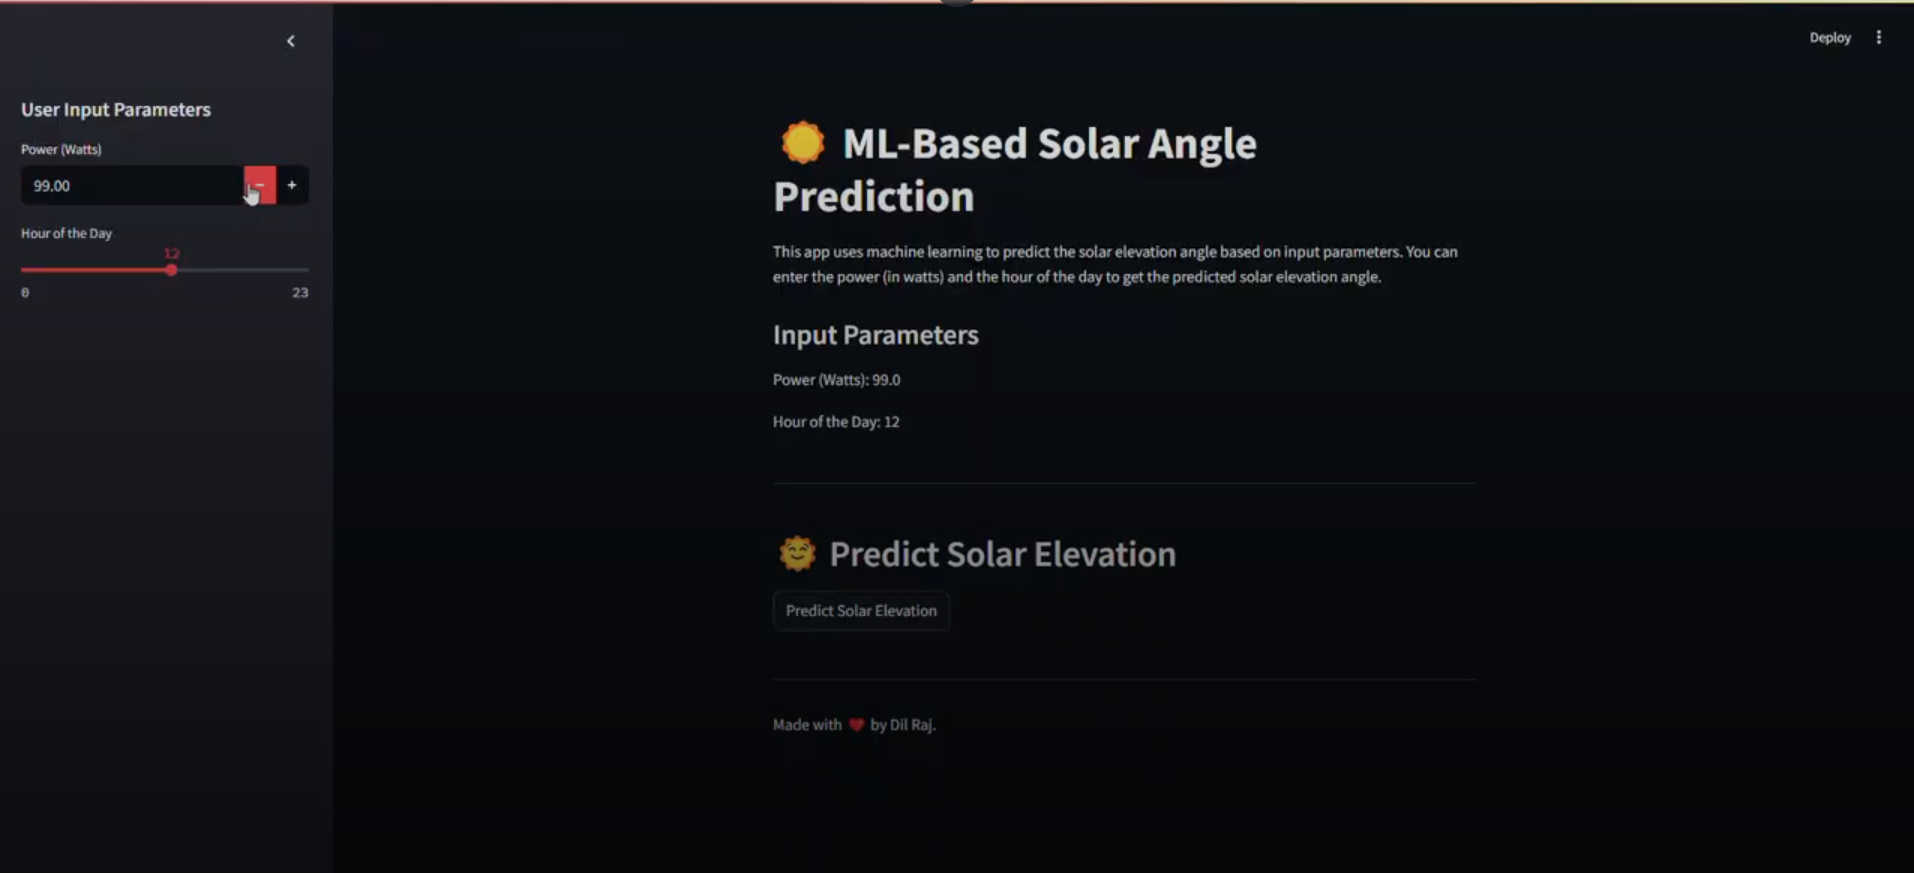 Deploy
User Input Parameters
Power (Watts)
99.00
- +
Hour of the Day
12
0 23
ML-Based Solar Angle
Prediction
This app uses machine learning to predict the solar elevation angle based on input parameters. You can
enter the power (in watts) and the hour of the day to get the predicted solar elevation angle.
Input Parameters
Power (Watts): 99.0
Hour of the Day: 12
Predict Solar Elevation
Predict Solar Elevation
Made with ❤️ by Dil Raj.